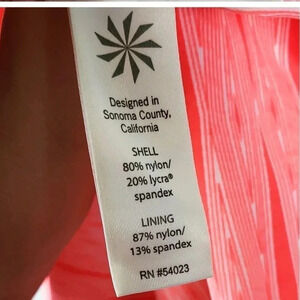 Designed in
Sonoma County,
California
SHELL
80% nylon/
20% lycra®
spandex
LINING
87% nylon/
13% spandex
RN #54023